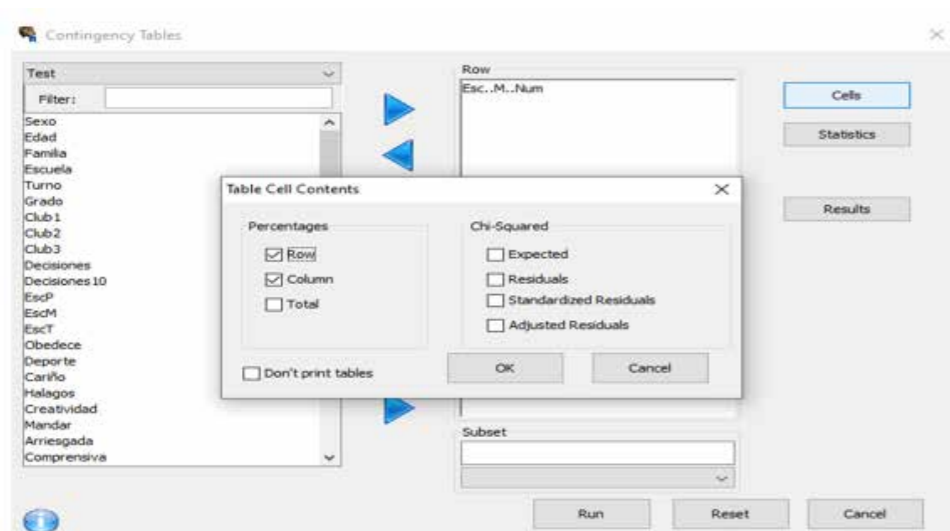 Contingency Tables
Test
Filter:
Sexo
Edad
Familia
Escuela
Turno
Grado
Club1
Club2
Club3
Decisiones
Decisiones10
EscP
EscM
EscT
Obedece
Deporte
Cariño
Halagos
Creatividad
Mandar
Arriesgada
Comprensiva
Row
Esc..M..Num
Cells
Statistics
Results
Table Cell Contents
Percentages
Row
Column
Total
Chi-Squared
Expected
Residuals
Standardized Residuals
Adjusted Residuals
Don't print tables
OK
Cancel
Subset
Run
Reset
Cancel